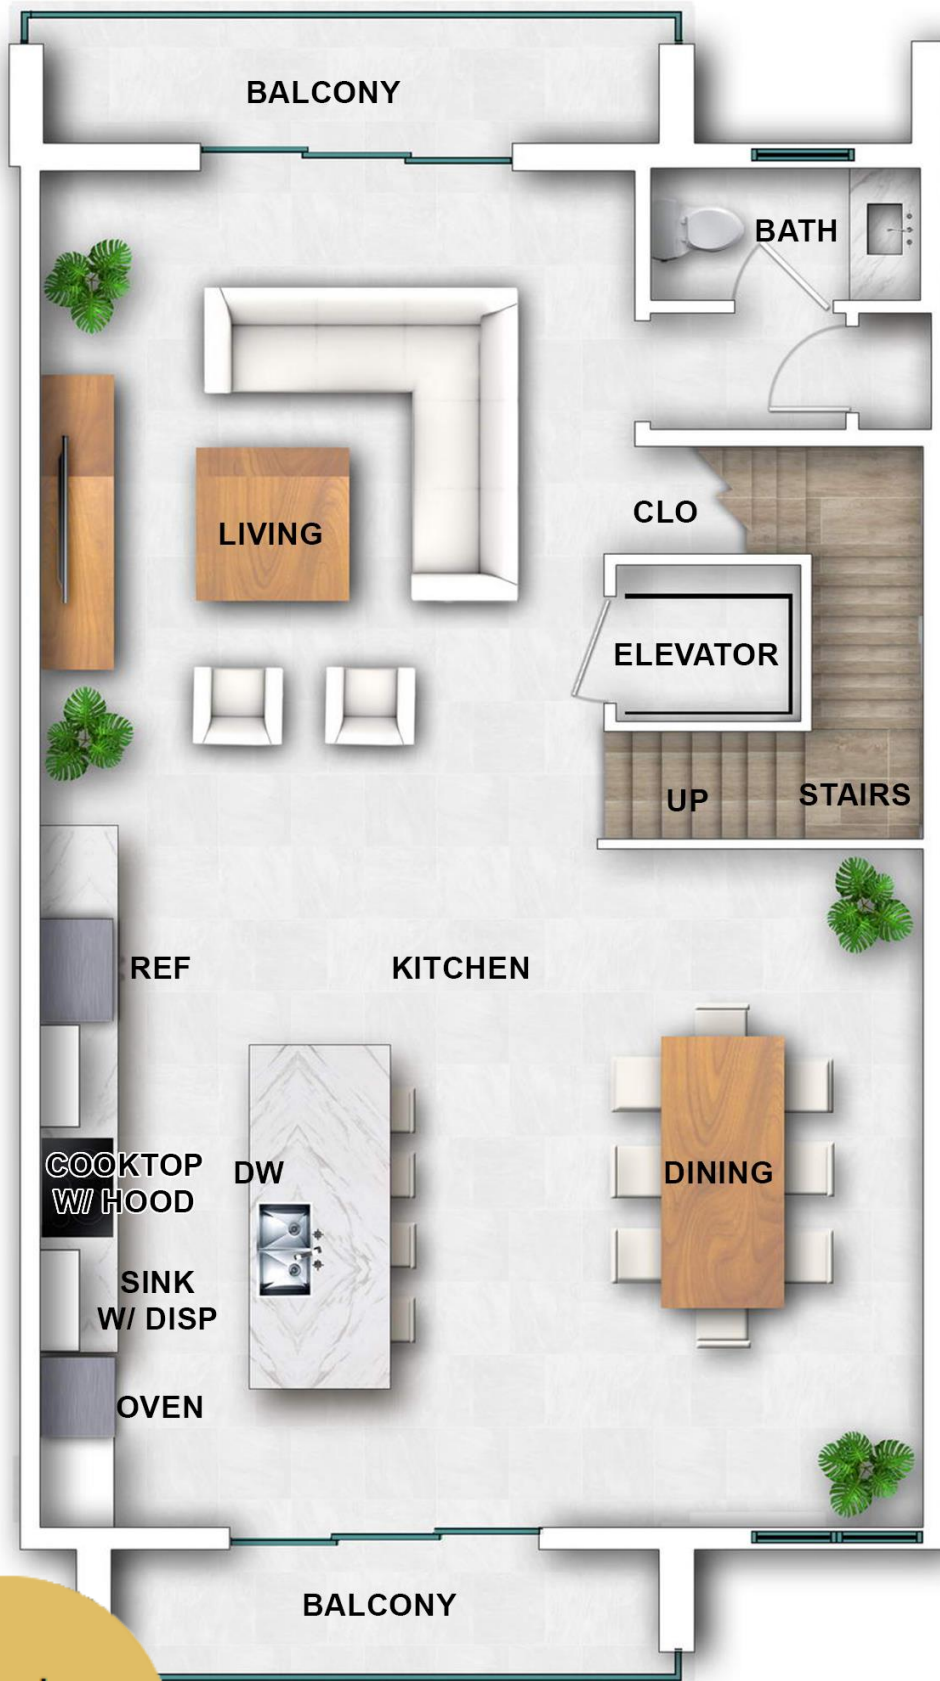 BALCONY
BATH
CLO
LIVING
ELEVATOR
UP
STAIRS
REF
KITCHEN
COOKTOP
W/ HOOD
DW
DINING
SINK
W/ DISP
OVEN
BALCONY